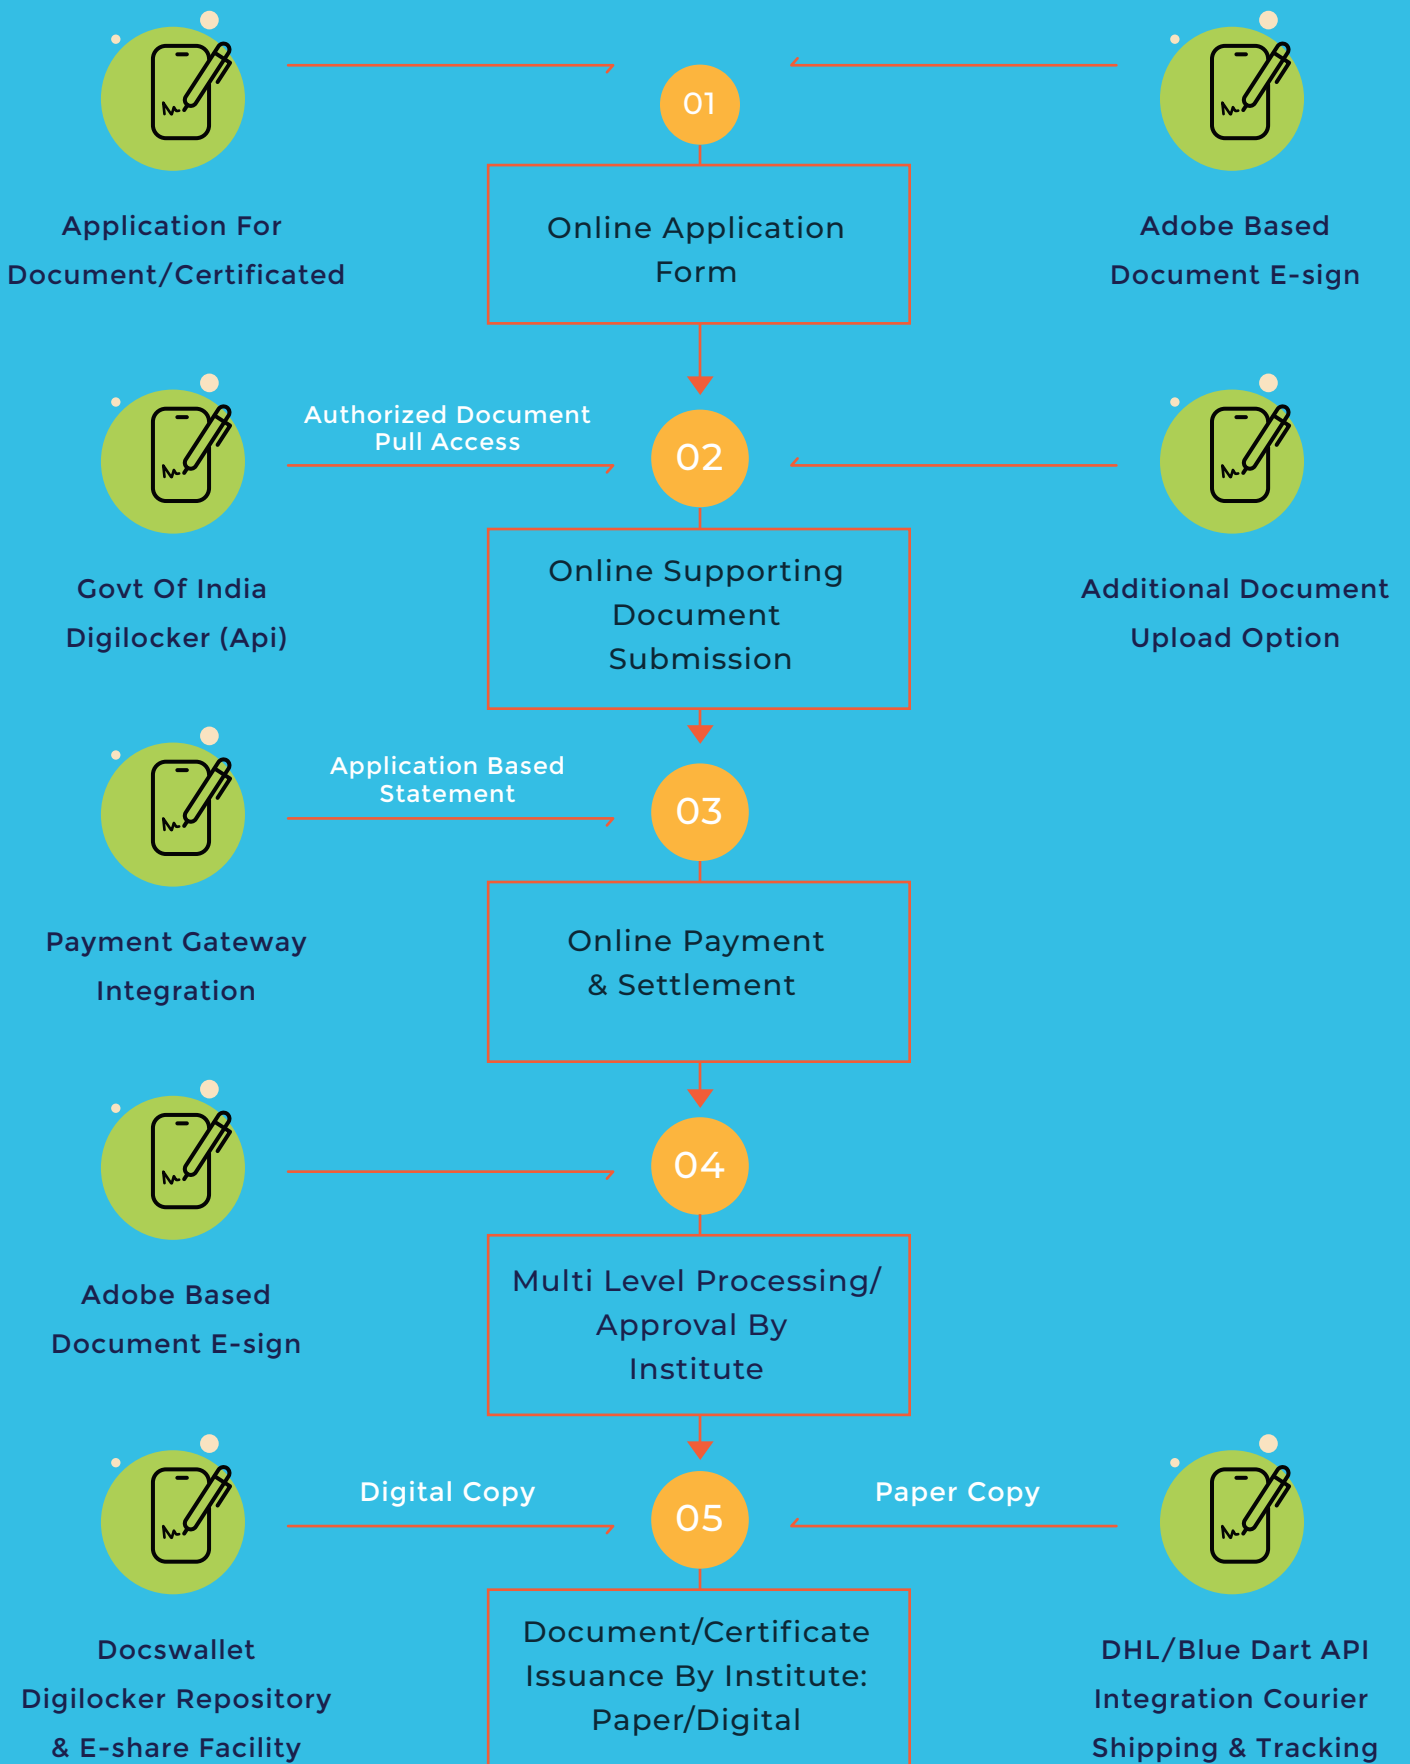 01
Application For
Document/Certificated
Online Application
Form
Adobe Based
Document E-sign
Authorized Document
Pull Access
02
Govt Of India
Digilocker (Api)
Online Supporting
Document
Submission
Additional Document
Upload Option
Application Based
Statement
03
Payment Gateway
Integration
Online Payment
& Settlement
04
Adobe Based
Document E-sign
Multi Level Processing/
Approval By
Institute
Digital Copy
05
Paper Copy
Docswallet
Digilocker Repository
& E-share Facility
Document/Certificate
Issuance By Institute:
Paper/Digital
DHL/Blue Dart API
Integration Courier
Shipping & Tracking